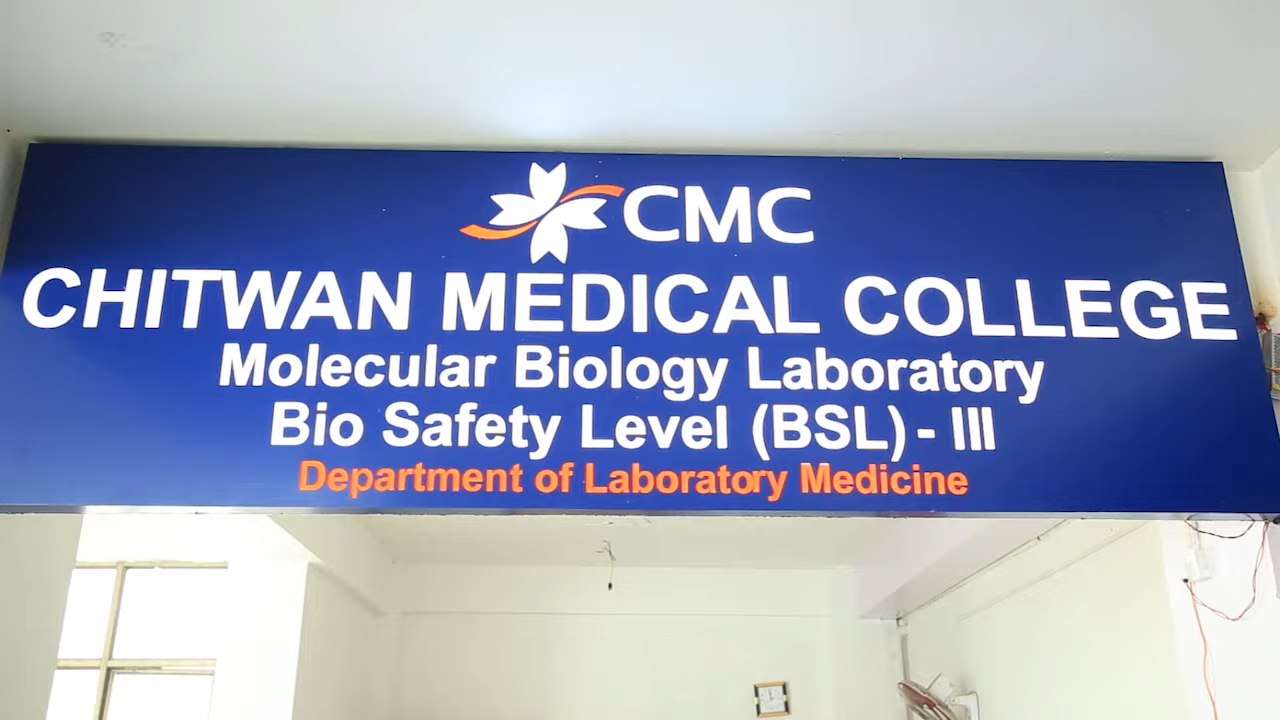 CMC
CHITWAN MEDICAL COLLEGE
Molecular Biology Laboratory
Bio Safety Level (BSL) - III
Department of Laboratory Medicine